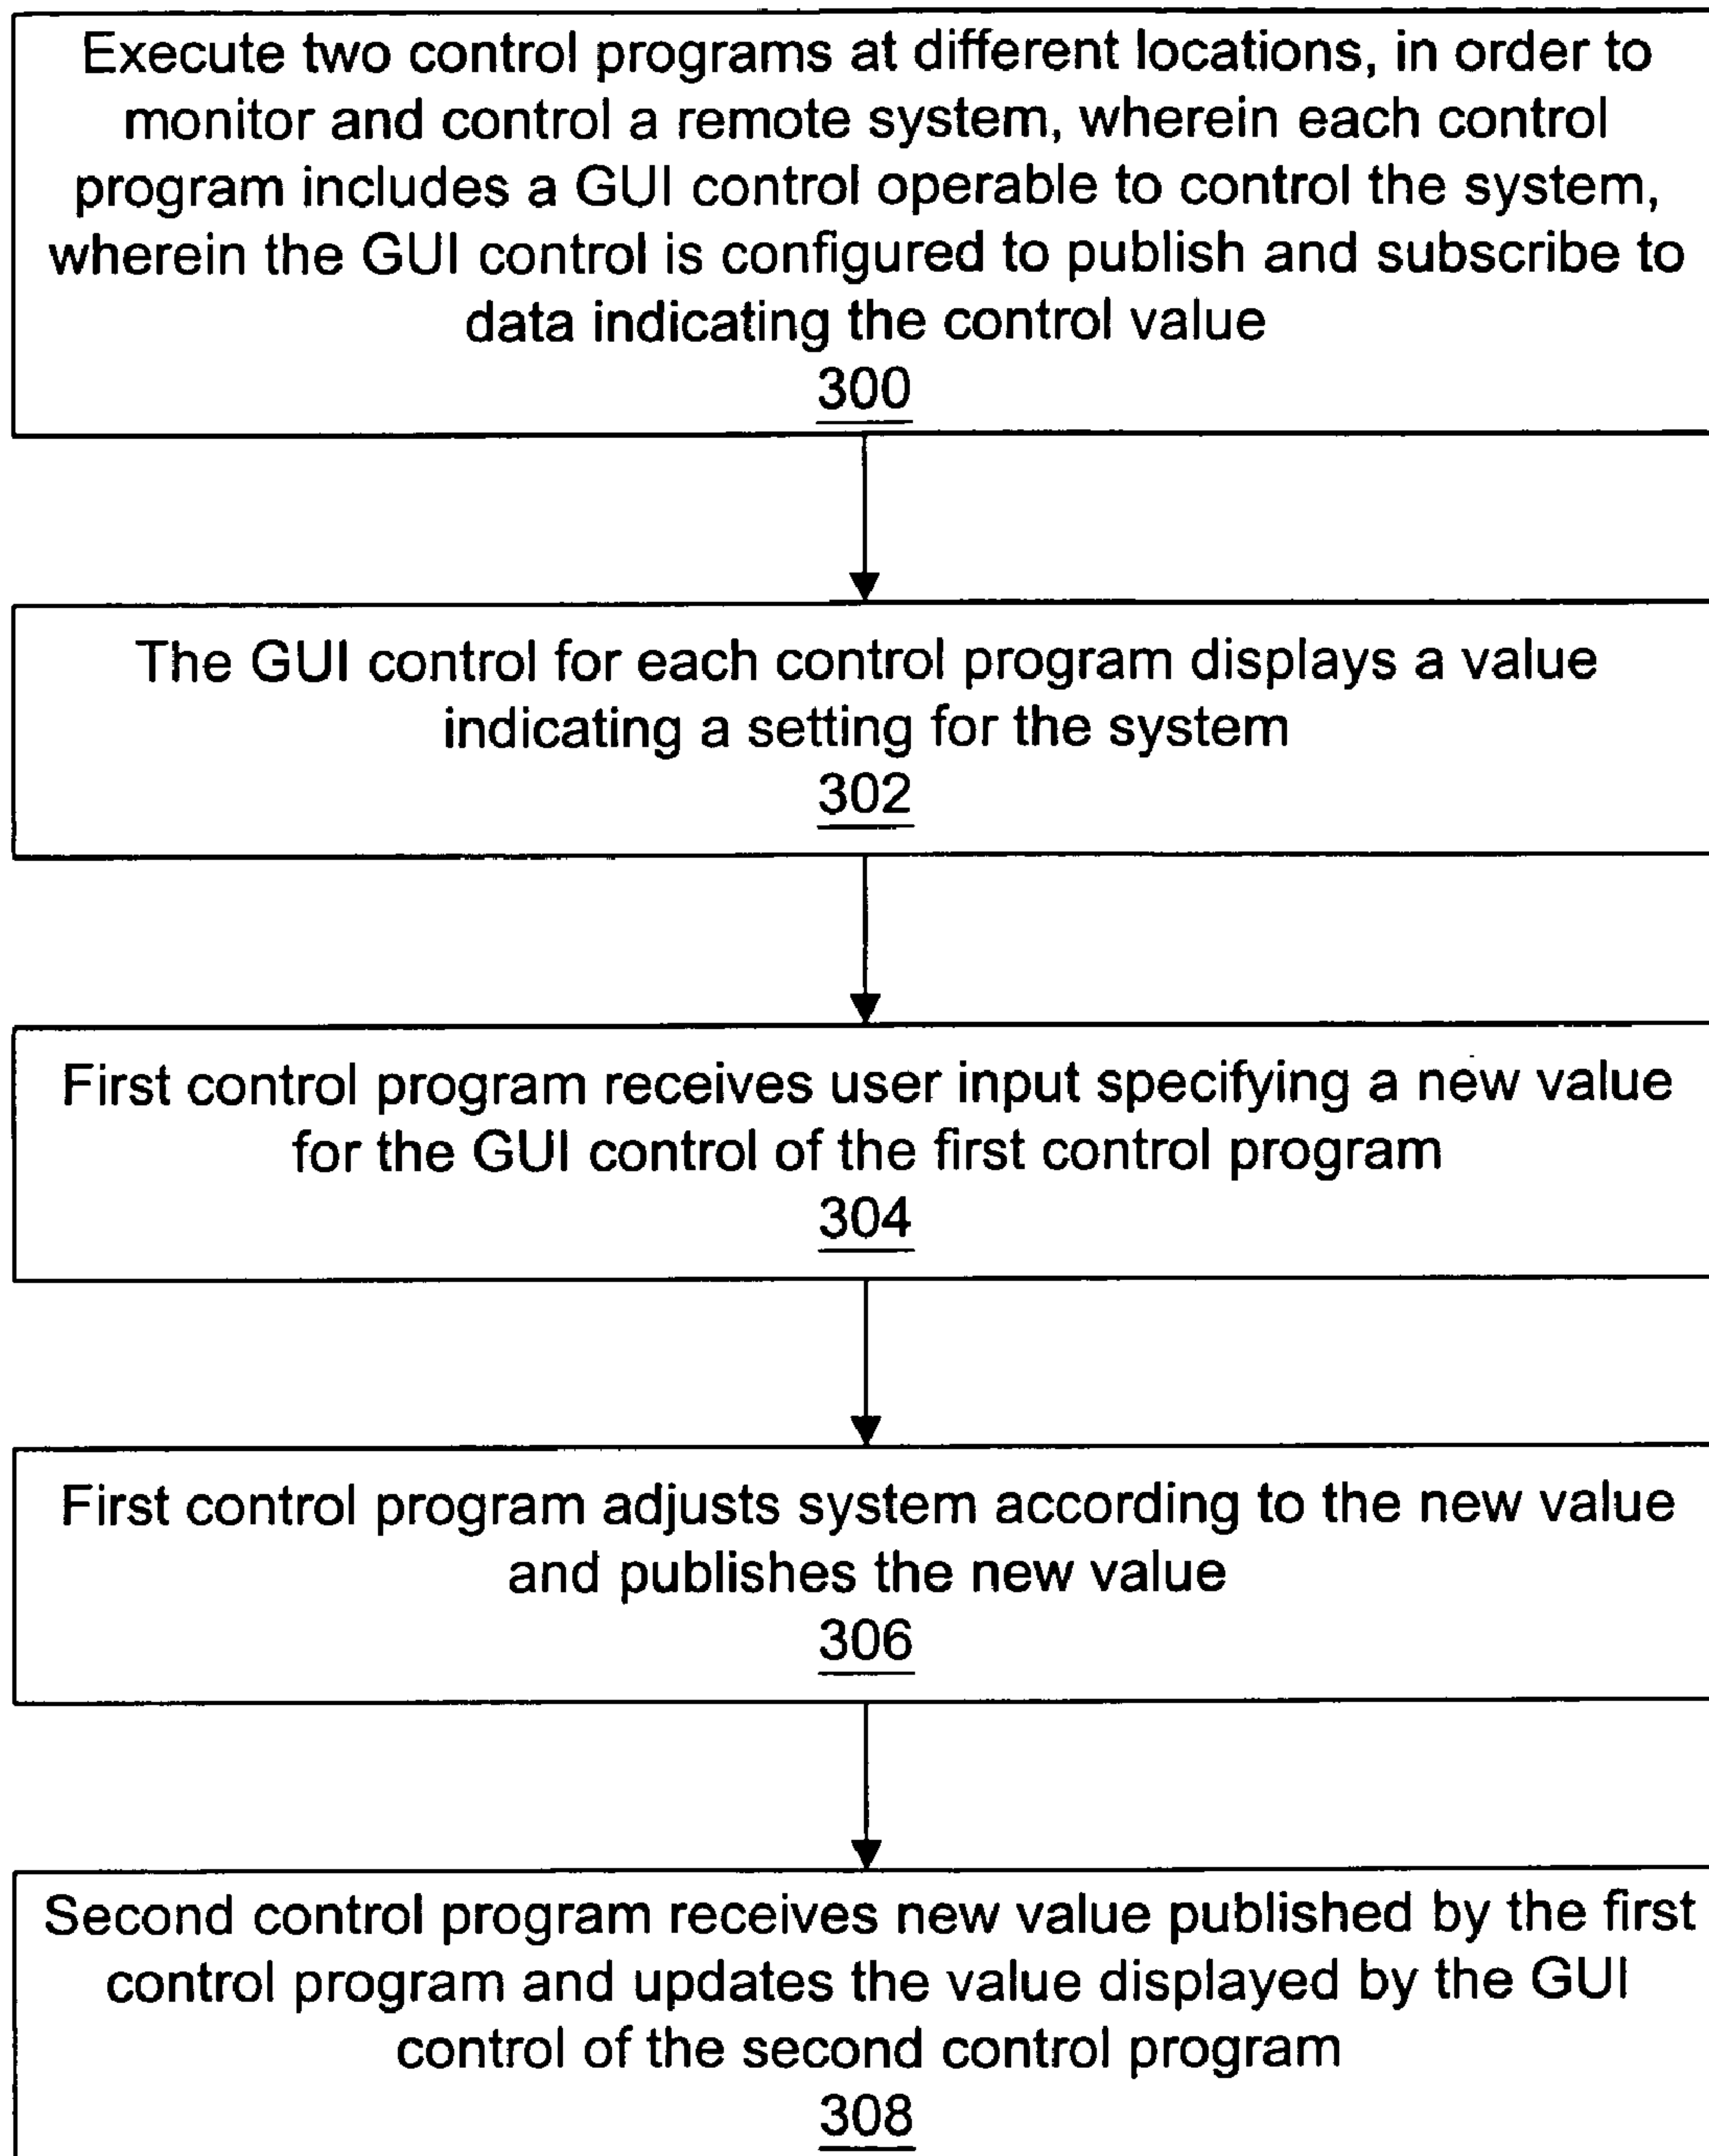 Execute two control programs at different locations, in order to
monitor and control a remote system, wherein each control
program includes a GUI control operable to control the system,
wherein the GUI control is configured to publish and subscribe to
data indicating the control value
300
The GUI control for each control program displays a value
indicating a setting for the system
302
First control program receives user input specifying a new value
for the GUI control of the first control program
304
First control program adjusts system according to the new value
and publishes the new value
306
Second control program receives new value published by the first
control program and updates the value displayed by the GUI
control of the second control program
308